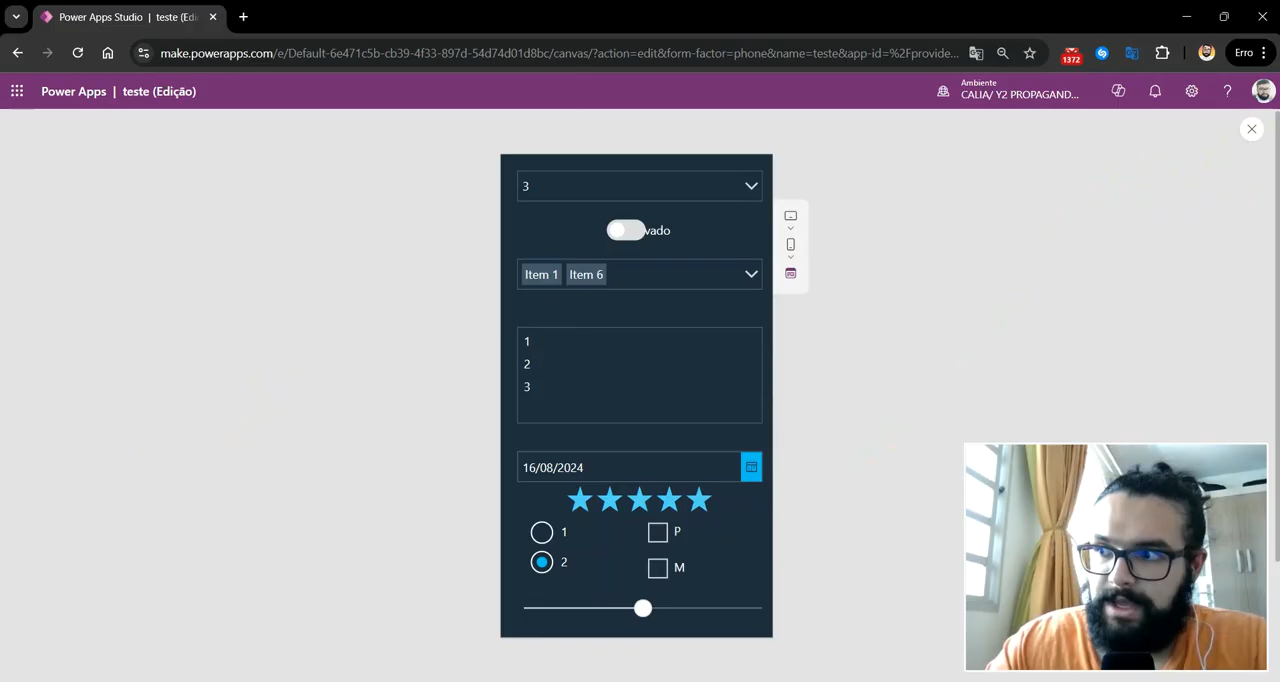 Power Apps Studio | teste (Edi
make.powerapps.com/e/Default-6e471c5b-cb39-4f33-897d-54d74d01d8bc/canvas/?action=edit&form-factor=phone&name=teste&app-id=%2Fprovide...
1372
Erro
Power Apps | teste (Edição)
Ambiente
CALIA/ Y2 PROPAGAND...
3
vado
Item 1 Item 6
1
2
3
16/08/2024
1 P
2 M